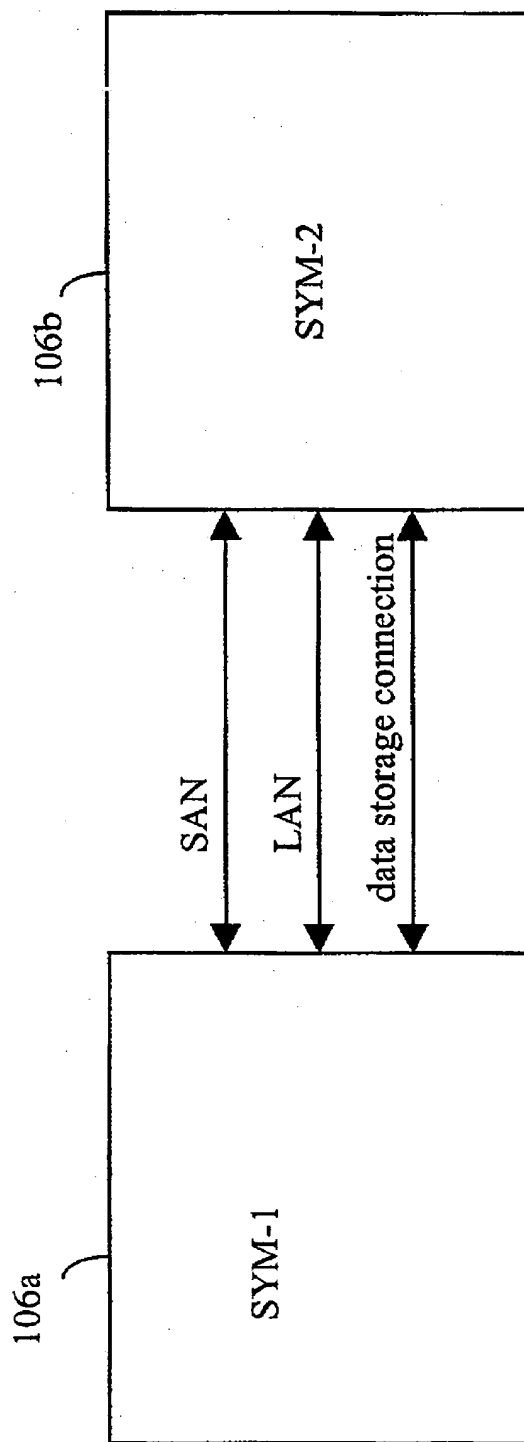 106a
106b
SYM-1
SAN
LAN
data storage connection
SYM-2